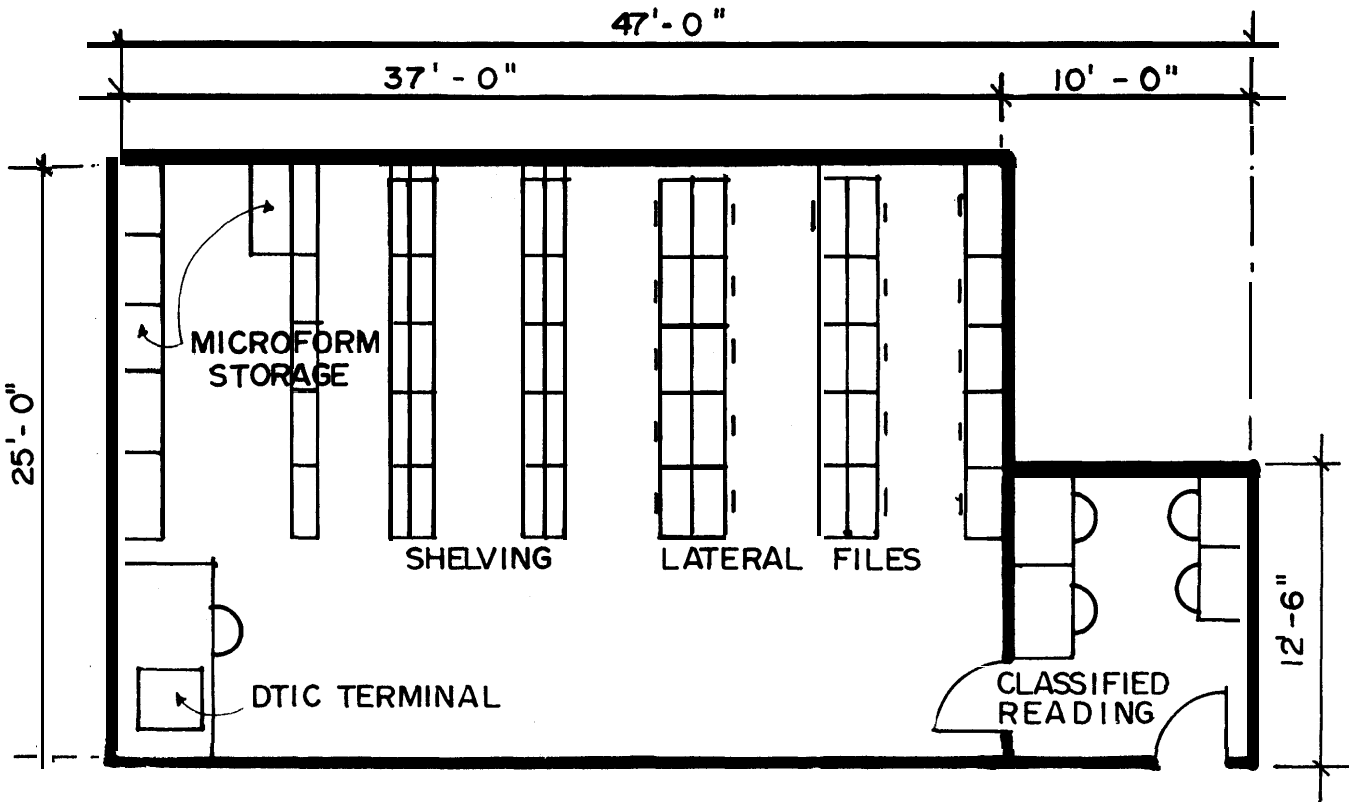 47'-0"
37'-0"
10'-0"
25'-0"
MICROFORM
STORAGE
SHELVING
LATERAL FILES
12'-6"
DTIC TERMINAL
CLASSIFIED
READING